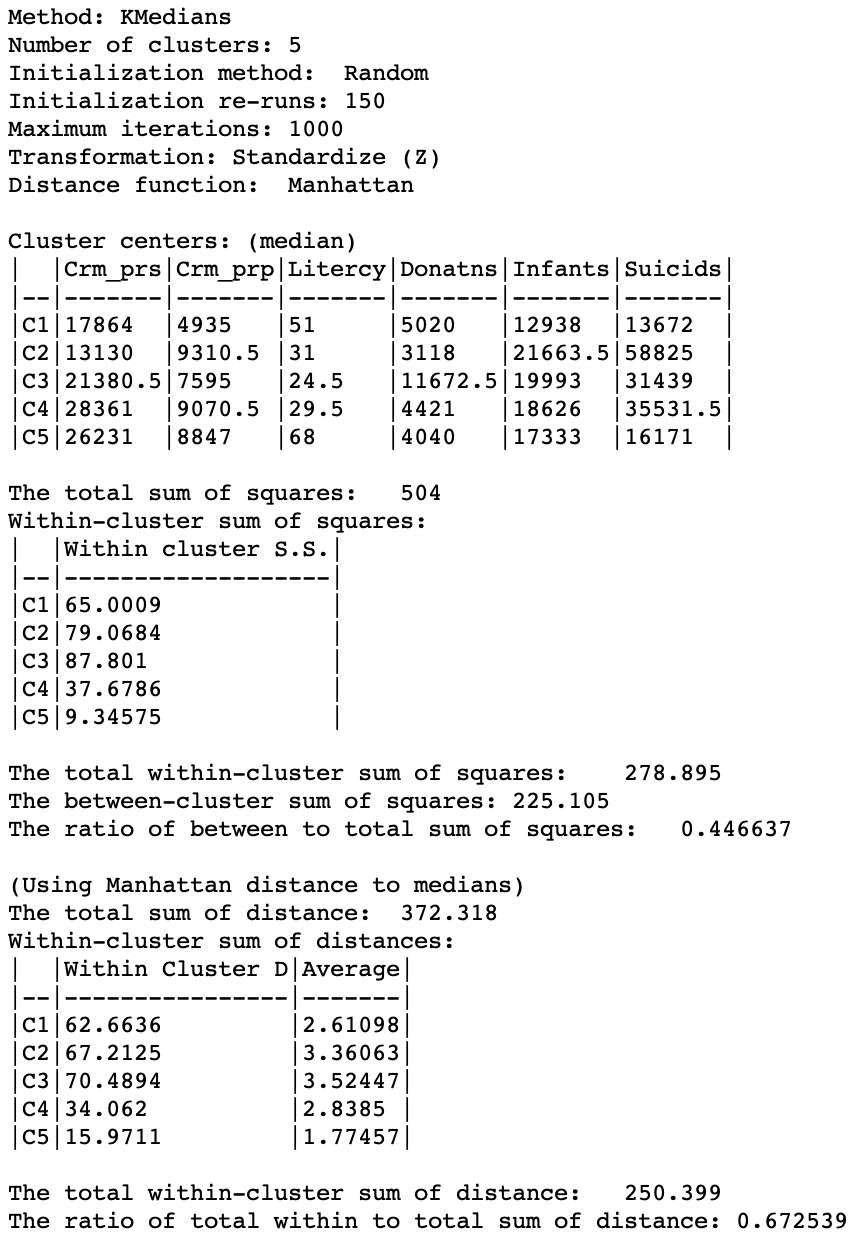 Method: KMedians
Number of clusters: 5
Initialization method:  Random
Initialization re-runs: 150
Maximum iterations: 1000
Transformation: Standardize (Z)
Distance function:  Manhattan

Cluster centers: (median)
|  |Crm_prs|Crm_prp|Litercy|Donatns|Infants|Suicids|
|--|-------|-------|-------|-------|-------|-------|
|C1|17864  |4935   |51     |5020   |12938  |13672  |
|C2|13130  |9310.5 |31     |3118   |21663.5|58825  |
|C3|21380.5|7595   |24.5   |11672.5|19993  |31439  |
|C4|28361  |9070.5 |29.5   |4421   |18626  |35531.5|
|C5|26231  |8847   |68     |4040   |17333  |16171  |

The total sum of squares:   504
Within-cluster sum of squares:
|  |Within cluster S.S.|
|--|-------------------|
|C1|65.0009            |
|C2|79.0684            |
|C3|87.801             |
|C4|37.6786            |
|C5|9.34575            |

The total within-cluster sum of squares:    278.895
The between-cluster sum of squares: 225.105
The ratio of between to total sum of squares:   0.446637

(Using Manhattan distance to medians)
The total sum of distance:  372.318
Within-cluster sum of distances:
|  |Within Cluster D|Average|
|--|----------------|-------|
|C1|62.6636         |2.61098|
|C2|67.2125         |3.36063|
|C3|70.4894         |3.52447|
|C4|34.062          |2.8385 |
|C5|15.9711         |1.77457|

The total within-cluster sum of distance:   250.399
The ratio of total within to total sum of distance: 0.672539